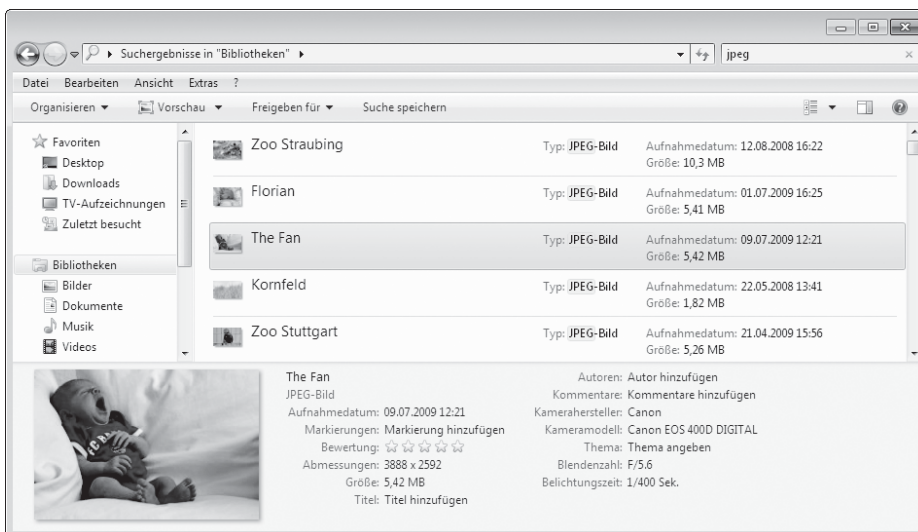 Suchergebnisse in "Bibliotheken"
jpeg
Datei Bearbeiten Ansicht Extras ?
Organisieren Vorschau Freigeben für Suche speichern
Favoriten
Desktop
Downloads
TV-Aufzeichnungen
Zuletzt besucht
Bibliotheken
Bilder
Dokumente
Musik
Videos
Zoo Straubing Typ: JPEG-Bild Aufnahmedatum: 12.08.2008 16:22
Größe: 10,3 MB
Florian Typ: JPEG-Bild Aufnahmedatum: 01.07.2009 16:25
Größe: 5,41 MB
The Fan Typ: JPEG-Bild Aufnahmedatum: 09.07.2009 12:21
Größe: 5,42 MB
Kornfeld Typ: JPEG-Bild Aufnahmedatum: 22.05.2008 13:41
Größe: 1,82 MB
Zoo Stuttgart Typ: JPEG-Bild Aufnahmedatum: 21.04.2009 15:56
Größe: 5,26 MB
The Fan
JPEG-Bild
Aufnahmedatum: 09.07.2009 12:21
Markierungen: Markierung hinzufügen
Bewertung:
Abmessungen: 3888 x 2592
Größe: 5,42 MB
Titel: Titel hinzufügen
Autoren: Autor hinzufügen
Kommentare: Kommentare hinzufügen
Kamerahersteller: Canon
Kameramodell: Canon EOS 400D DIGITAL
Thema: Thema angeben
Blendenzahl: F/5.6
Belichtungszeit: 1/400 Sek.